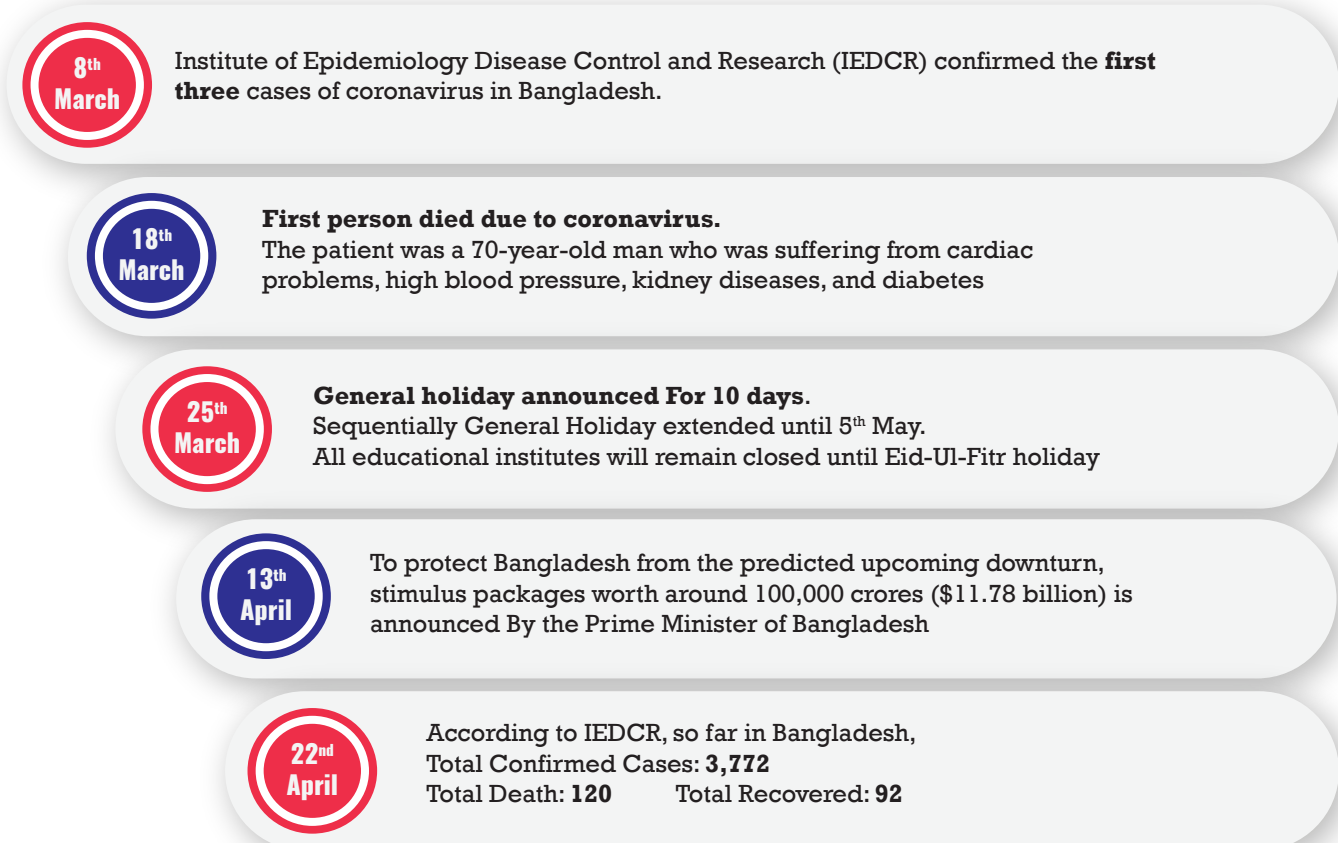 8th
March
Institute of Epidemiology Disease Control and Research (IEDCR) confirmed the first
three cases of coronavirus in Bangladesh.
18th
March
First person died due to coronavirus.
The patient was a 70-year-old man who was suffering from cardiac
problems, high blood pressure, kidney diseases, and diabetes
25th
March
General holiday announced For 10 days.
Sequentially General Holiday extended until 5th May.
All educational institutes will remain closed until Eid-Ul-Fitr holiday
13th
April
To protect Bangladesh from the predicted upcoming downturn,
stimulus packages worth around 100,000 crores ($11.78 billion) is
announced By the Prime Minister of Bangladesh
22nd
April
According to IEDCR, so far in Bangladesh,
Total Confirmed Cases: 3,772
Total Death: 120 Total Recovered: 92